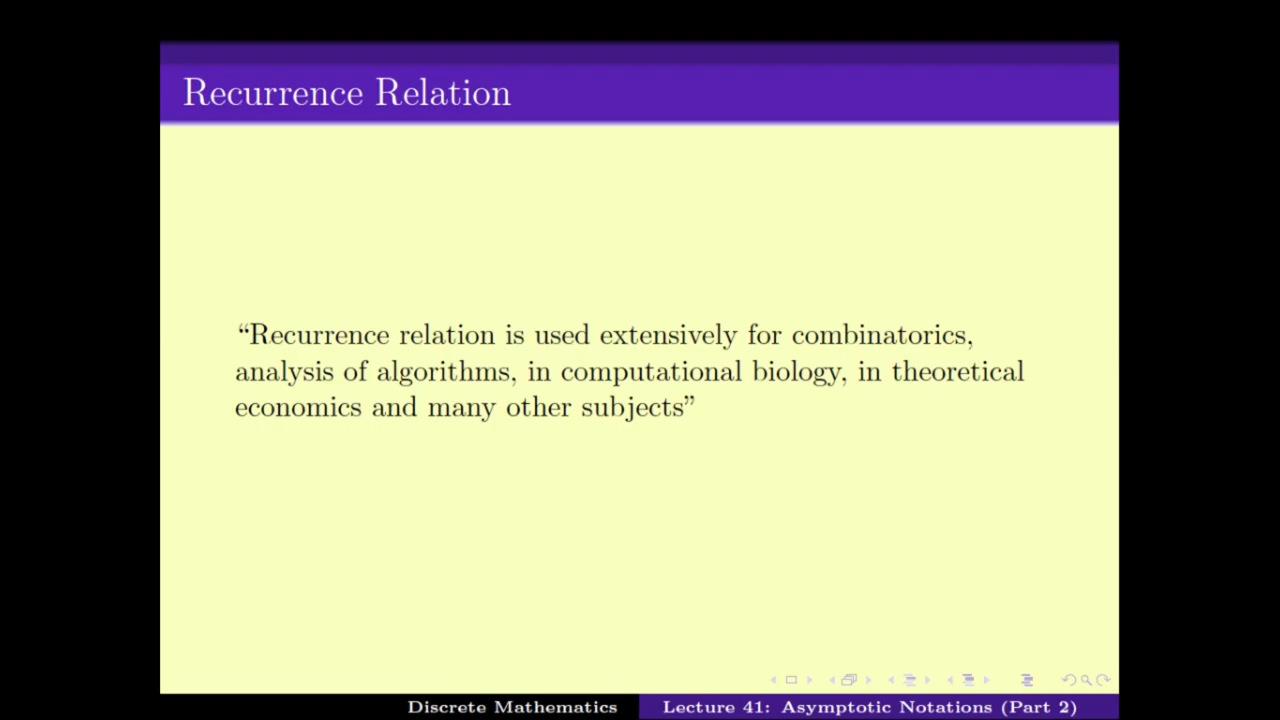 Recurrence Relation
“Recurrence relation is used extensively for combinatorics,
analysis of algorithms, in computational biology, in theoretical
economics and many other subjects”
Discrete Mathematics
Lecture 41: Asymptotic Notations (Part 2)